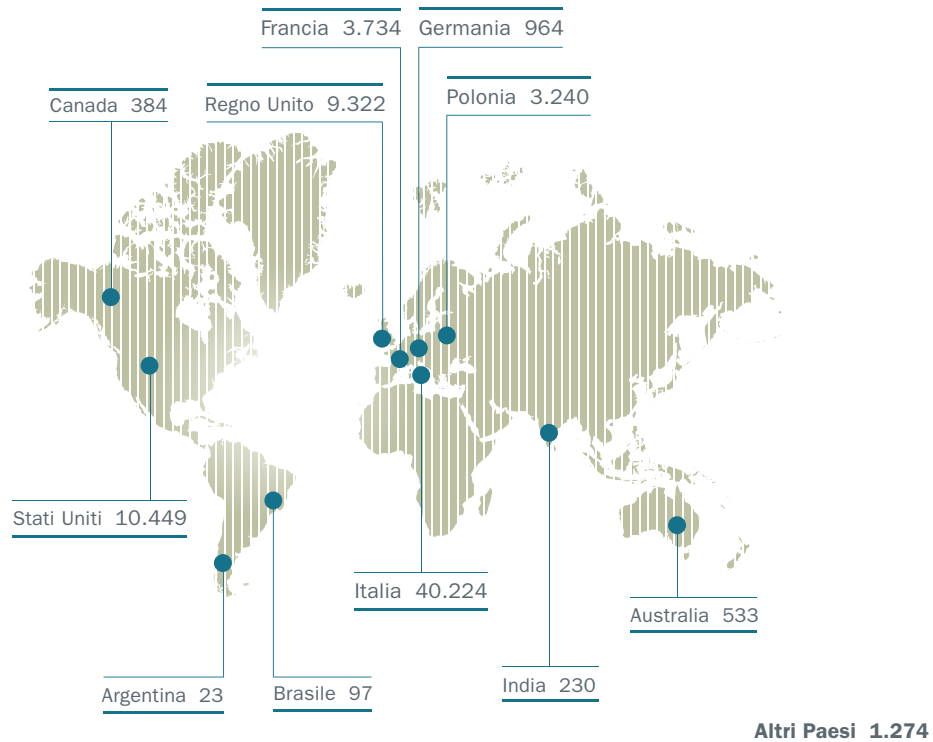 Francia 3.734
Germania 964
Canada 384
Regno Unito 9.322
Polonia 3.240
Stati Uniti 10.449
Italia 40.224
Australia 533
Argentina 23
Brasile 97
India 230
Altri Paesi 1.274